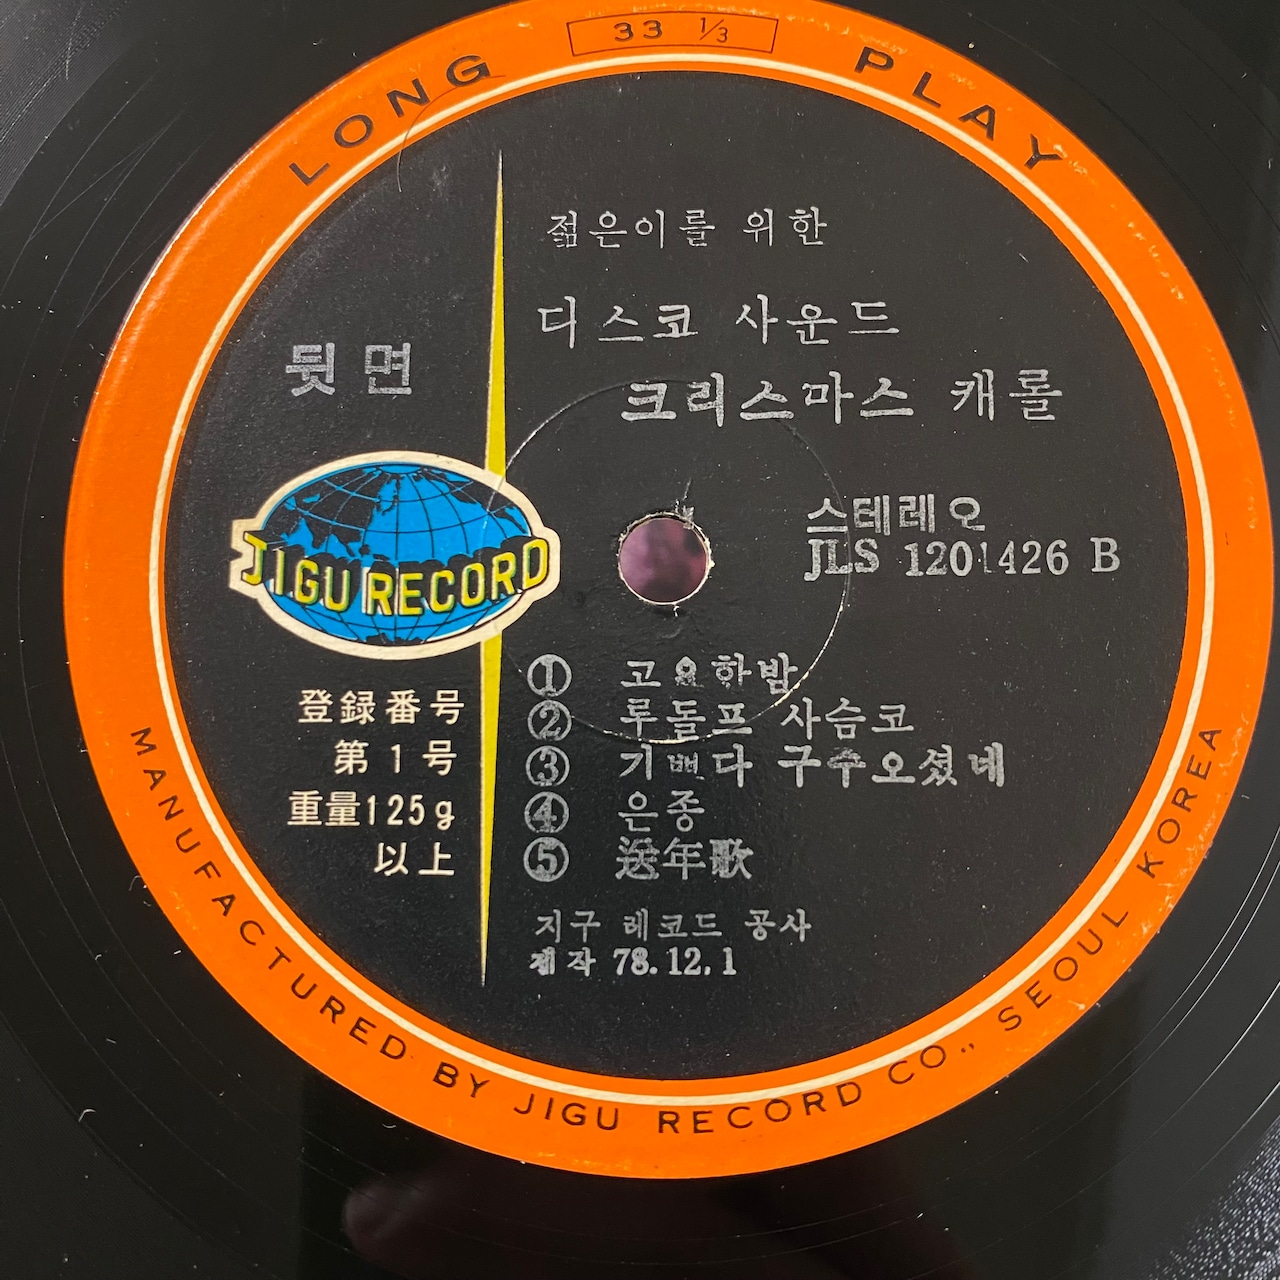 LONG 33 ⅓ PLAY
젊은이를 위한
디스코 사운드
크리스마스 캐롤
뒷면
스테레오
JLS 1201426 B
JIGU RECORD
① 고요한밤
② 루돌프 사슴코
③ 기쁘다 구주오셨네
④ 은종
⑤ 送年歌
登録番号
第1号
重量125g
以上
지구 레코드 공사
제작 78.12.1
MANUFACTURED BY JIGU RECORD CO., SEOUL KOREA